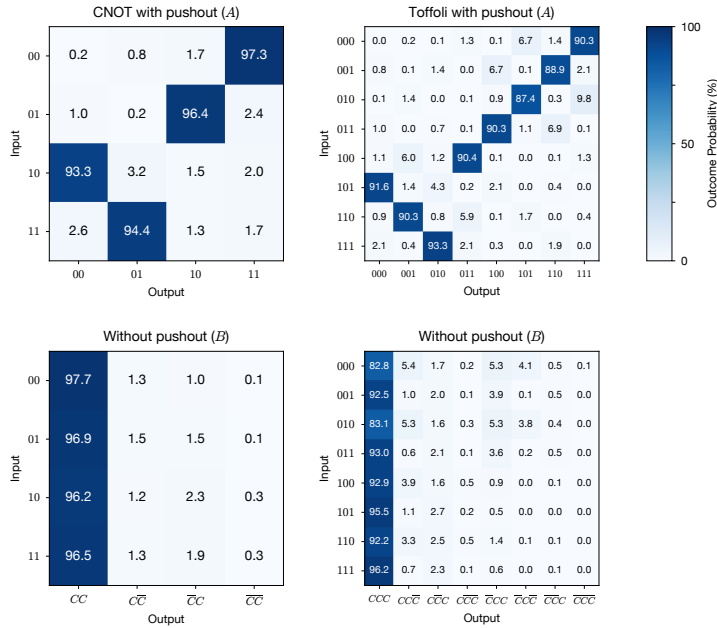 CNOT with pushout (A)
00 0.2 0.8 1.7 97.3
01 1.0 0.2 96.4 2.4
10 93.3 3.2 1.5 2.0
11 2.6 94.4 1.3 1.7
00 01 10 11
Input
Output
Toffoli with pushout (A)
000 0.0 0.2 0.1 1.3 0.1 6.7 1.4 90.3
001 0.8 0.1 1.4 0.0 6.7 0.1 88.9 2.1
010 0.1 1.4 0.0 0.1 0.9 87.4 0.3 9.8
011 1.0 0.0 0.7 0.1 90.3 1.1 6.9 0.1
100 1.1 6.0 1.2 90.4 0.1 0.0 0.1 1.3
101 91.6 1.4 4.3 0.2 2.1 0.0 0.4 0.0
110 0.9 90.3 0.8 5.9 0.1 1.7 0.0 0.4
111 2.1 0.4 93.3 2.1 0.3 0.0 1.9 0.0
000 001 010 011 100 101 110 111
Input
Output
100
50
0
Outcome Probability (%)
Without pushout (B)
00 97.7 1.3 1.0 0.1
01 96.9 1.5 1.5 0.1
10 96.2 1.2 2.3 0.3
11 96.5 1.3 1.9 0.3
CC CC̅ C̅C C̅C̅
Input
Output
Without pushout (B)
000 82.8 5.4 1.7 0.2 5.3 4.1 0.5 0.1
001 92.5 1.0 2.0 0.1 3.9 0.1 0.5 0.0
010 83.1 5.3 1.6 0.3 5.3 3.8 0.4 0.0
011 93.0 0.6 2.1 0.1 3.6 0.2 0.5 0.0
100 92.9 3.9 1.6 0.5 0.9 0.0 0.1 0.0
101 95.5 1.1 2.7 0.2 0.5 0.0 0.0 0.0
110 92.2 3.3 2.5 0.5 1.4 0.1 0.1 0.0
111 96.2 0.7 2.3 0.1 0.6 0.0 0.1 0.0
CCC CCC̅ CC̅C CC̅C̅ C̅CC C̅CC̅ C̅C̅C C̅C̅C̅
Input
Output